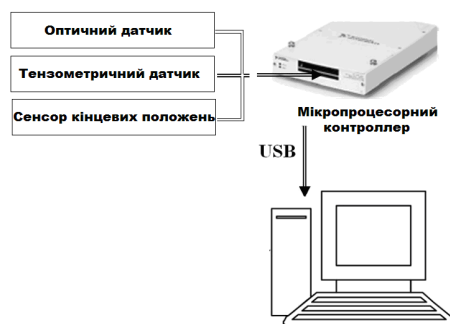 Оптичний датчик
Тензометричний датчик
Сенсор кінцевих положень
Мікропроцесорний
контроллер
USB